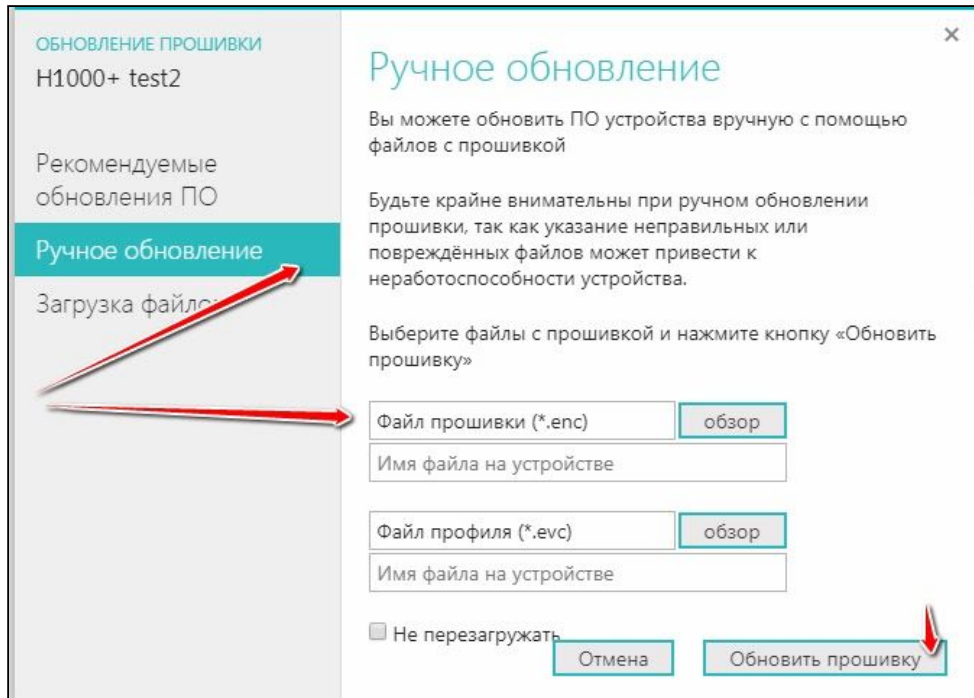 ОБНОВЛЕНИЕ ПРОШИВКИ
H1000+ test2
Рекомендуемые
обновления ПО
Ручное обновление
Загрузка
Ручное обновление
Вы можете обновить ПО устройства вручную с помощью
файлов с прошивкой
Будьте крайне внимательны при ручном обновлении
прошивки, так как указание неправильных или
повреждённых файлов может привести к
неработоспособности устройства.
Выберите файлы с прошивкой и нажмите кнопку «Обновить
прошивку»
Файл прошивки (*.enc) обзор
Имя файла на устройстве
Файл профиля (*.evc) обзор
Имя файла на устройстве
Не перезагружать
Отмена Обновить прошивку